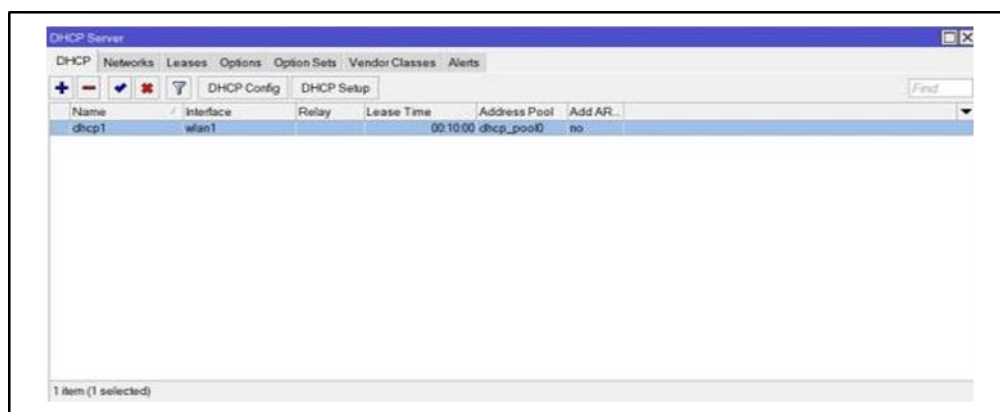 DHCP Server
DHCP Networks Leases Options Option Sets Vendor Classes Alerts
DHCP Config DHCP Setup Find
Name Interface Relay Lease Time Address Pool Add AR...
dhcp1 wlan1 00:10:00 dhcp_pool0 no
1 item (1 selected)